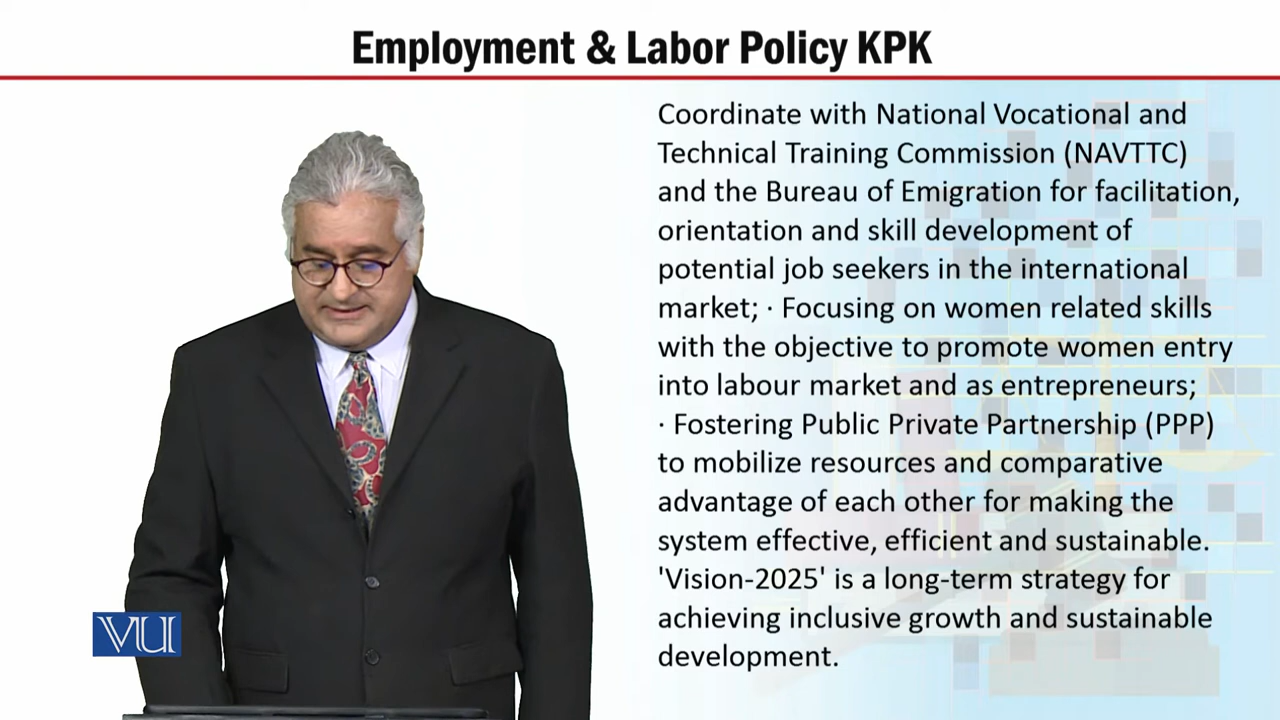 Employment & Labor Policy KPK
Coordinate with National Vocational and
Technical Training Commission (NAVTTC)
and the Bureau of Emigration for facilitation,
orientation and skill development of
potential job seekers in the international
market; · Focusing on women related skills
with the objective to promote women entry
into labour market and as entrepreneurs;
· Fostering Public Private Partnership (PPP)
to mobilize resources and comparative
advantage of each other for making the
system effective, efficient and sustainable.
'Vision-2025' is a long-term strategy for
achieving inclusive growth and sustainable
development.
VU